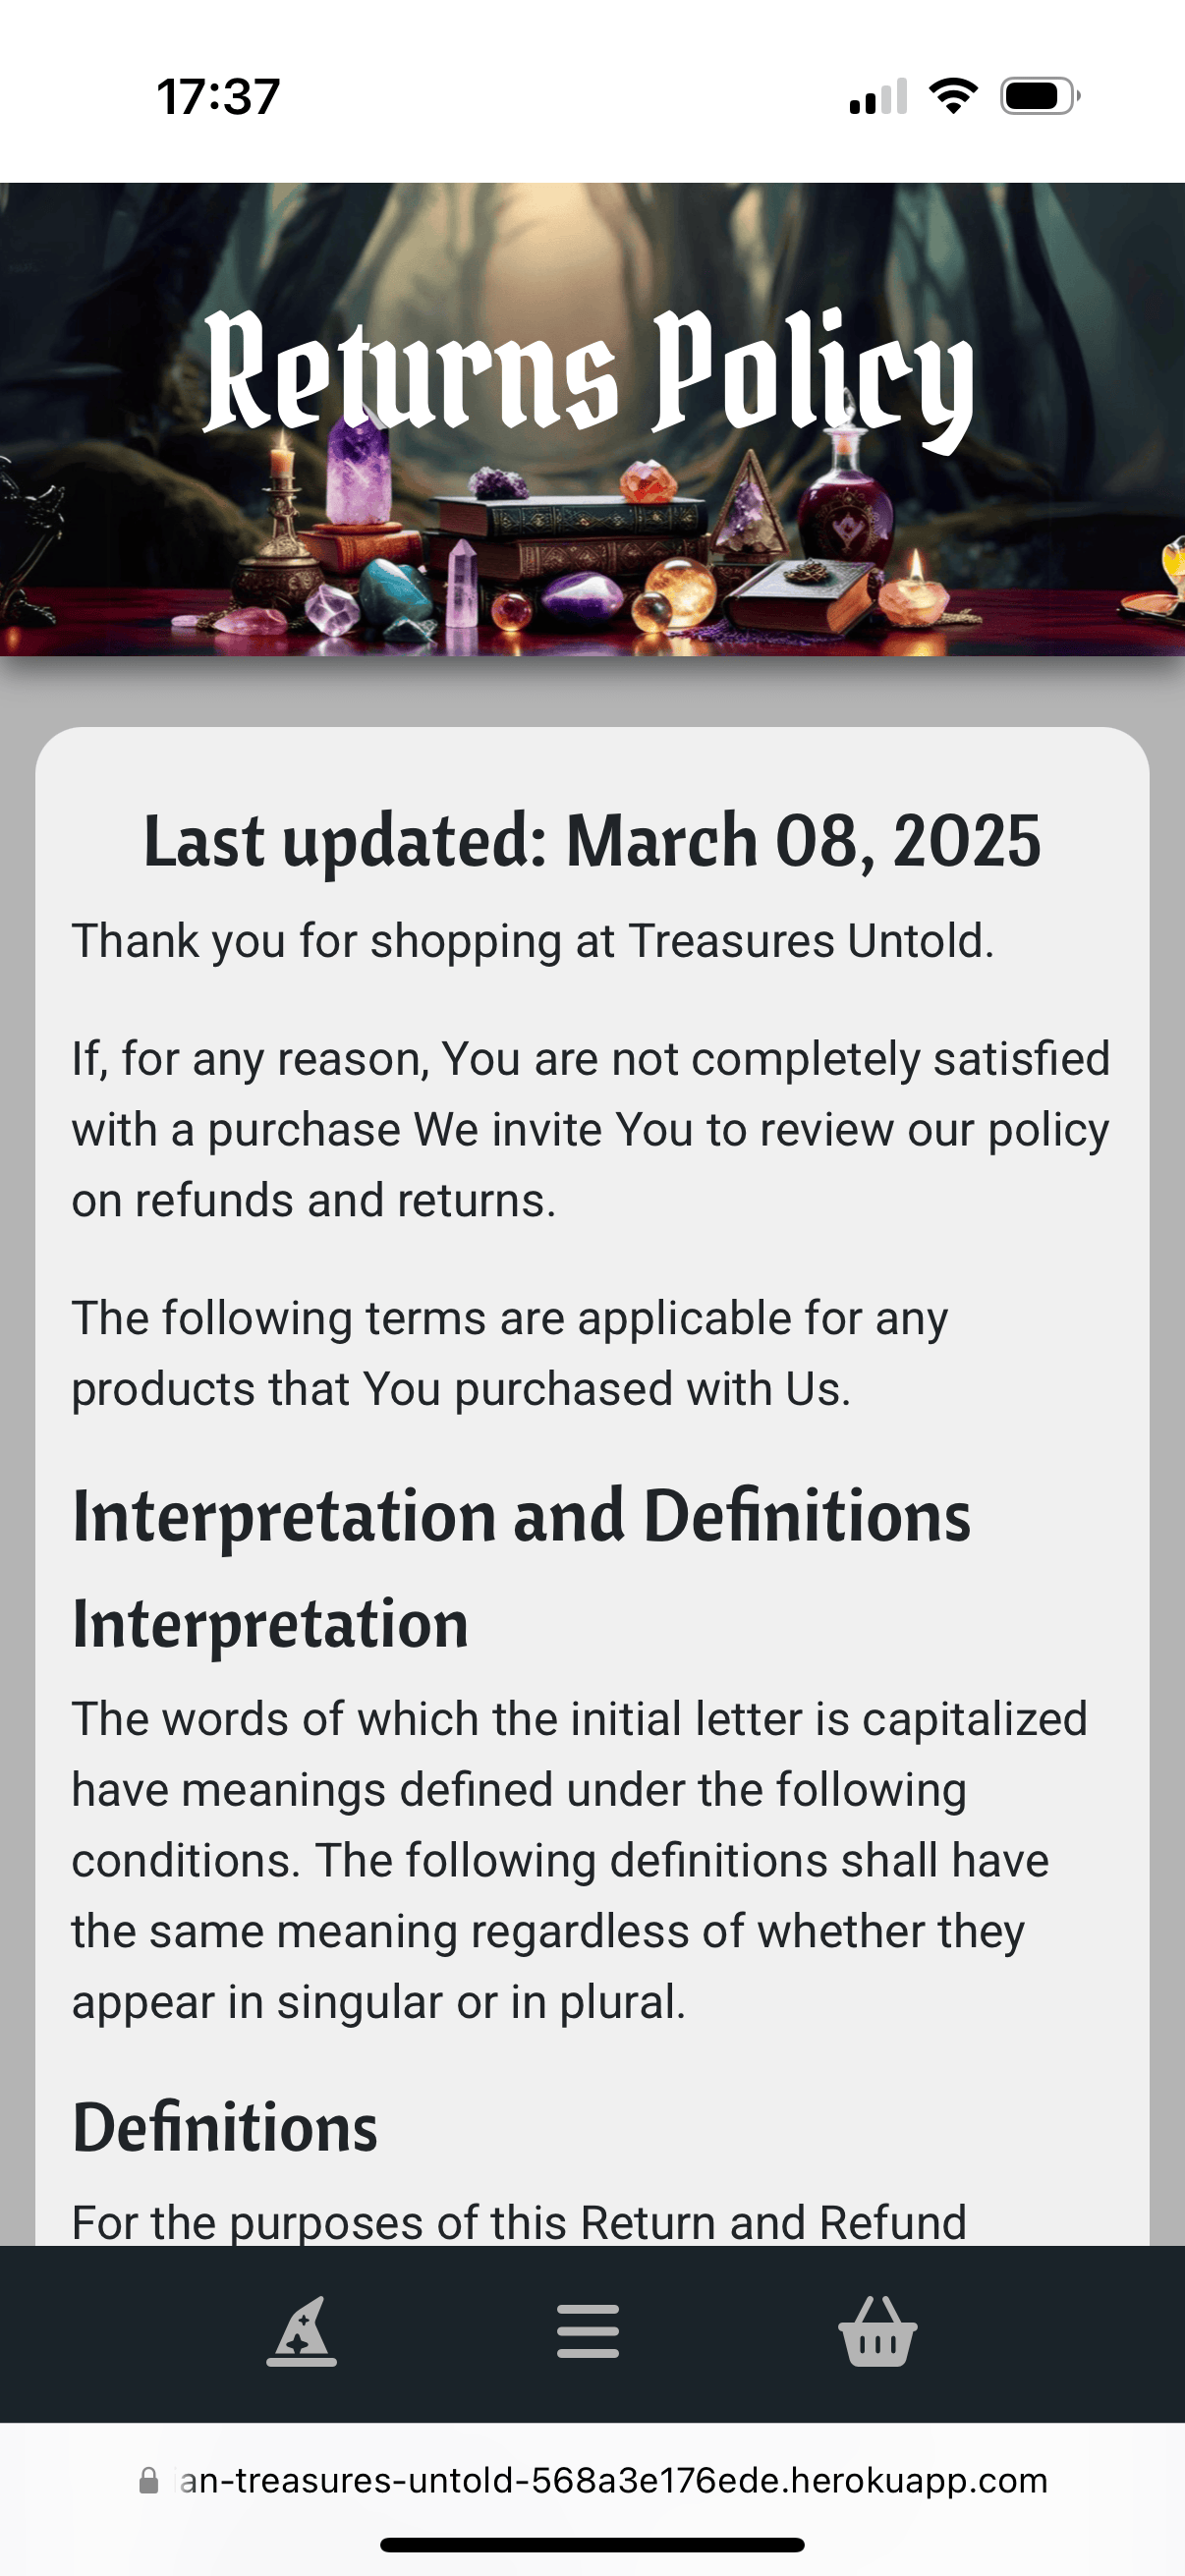 17:37
Returns Policy
Last updated: March 08, 2025
Thank you for shopping at Treasures Untold.
If, for any reason, You are not completely satisfied
with a purchase We invite You to review our policy
on refunds and returns.
The following terms are applicable for any
products that You purchased with Us.
Interpretation and Definitions
Interpretation
The words of which the initial letter is capitalized
have meanings defined under the following
conditions. The following definitions shall have
the same meaning regardless of whether they
appear in singular or in plural.
Definitions
For the purposes of this Return and Refund
an-treasures-untold-568a3e176ede.herokuapp.com